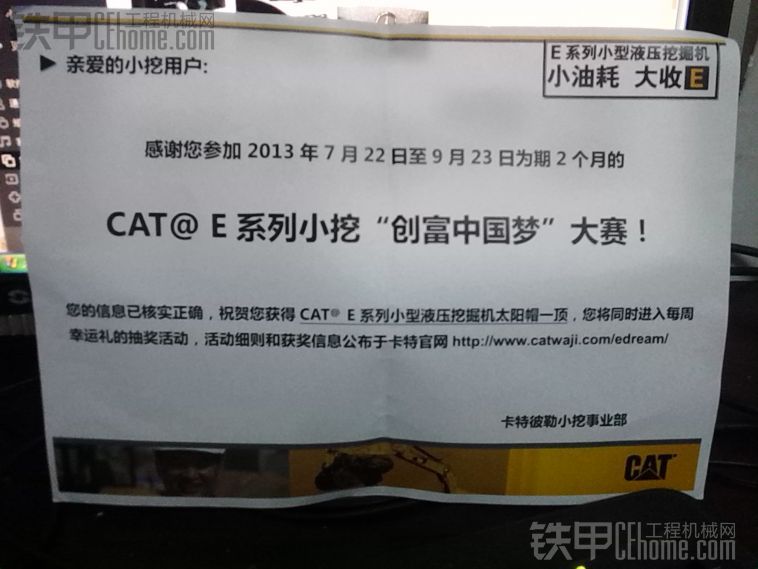 铁甲 工程机械网
CEhome.com
E系列小型液压挖掘机
小油耗 大收E
▶ 亲爱的小挖用户:
感谢您参加 2013 年 7 月 22 日至 9 月 23 日为期 2 个月的
CAT@ E 系列小挖“创富中国梦”大赛！
您的信息已核实正确，祝贺您获得 CAT® E 系列小型液压挖掘机太阳帽一顶，您将同时进入每周
幸运礼的抽奖活动，活动细则和获奖信息公布于卡特官网 http://www.catwaji.com/edream/
卡特彼勒小挖事业部
CAT
铁甲 工程机械网
CEhome.com